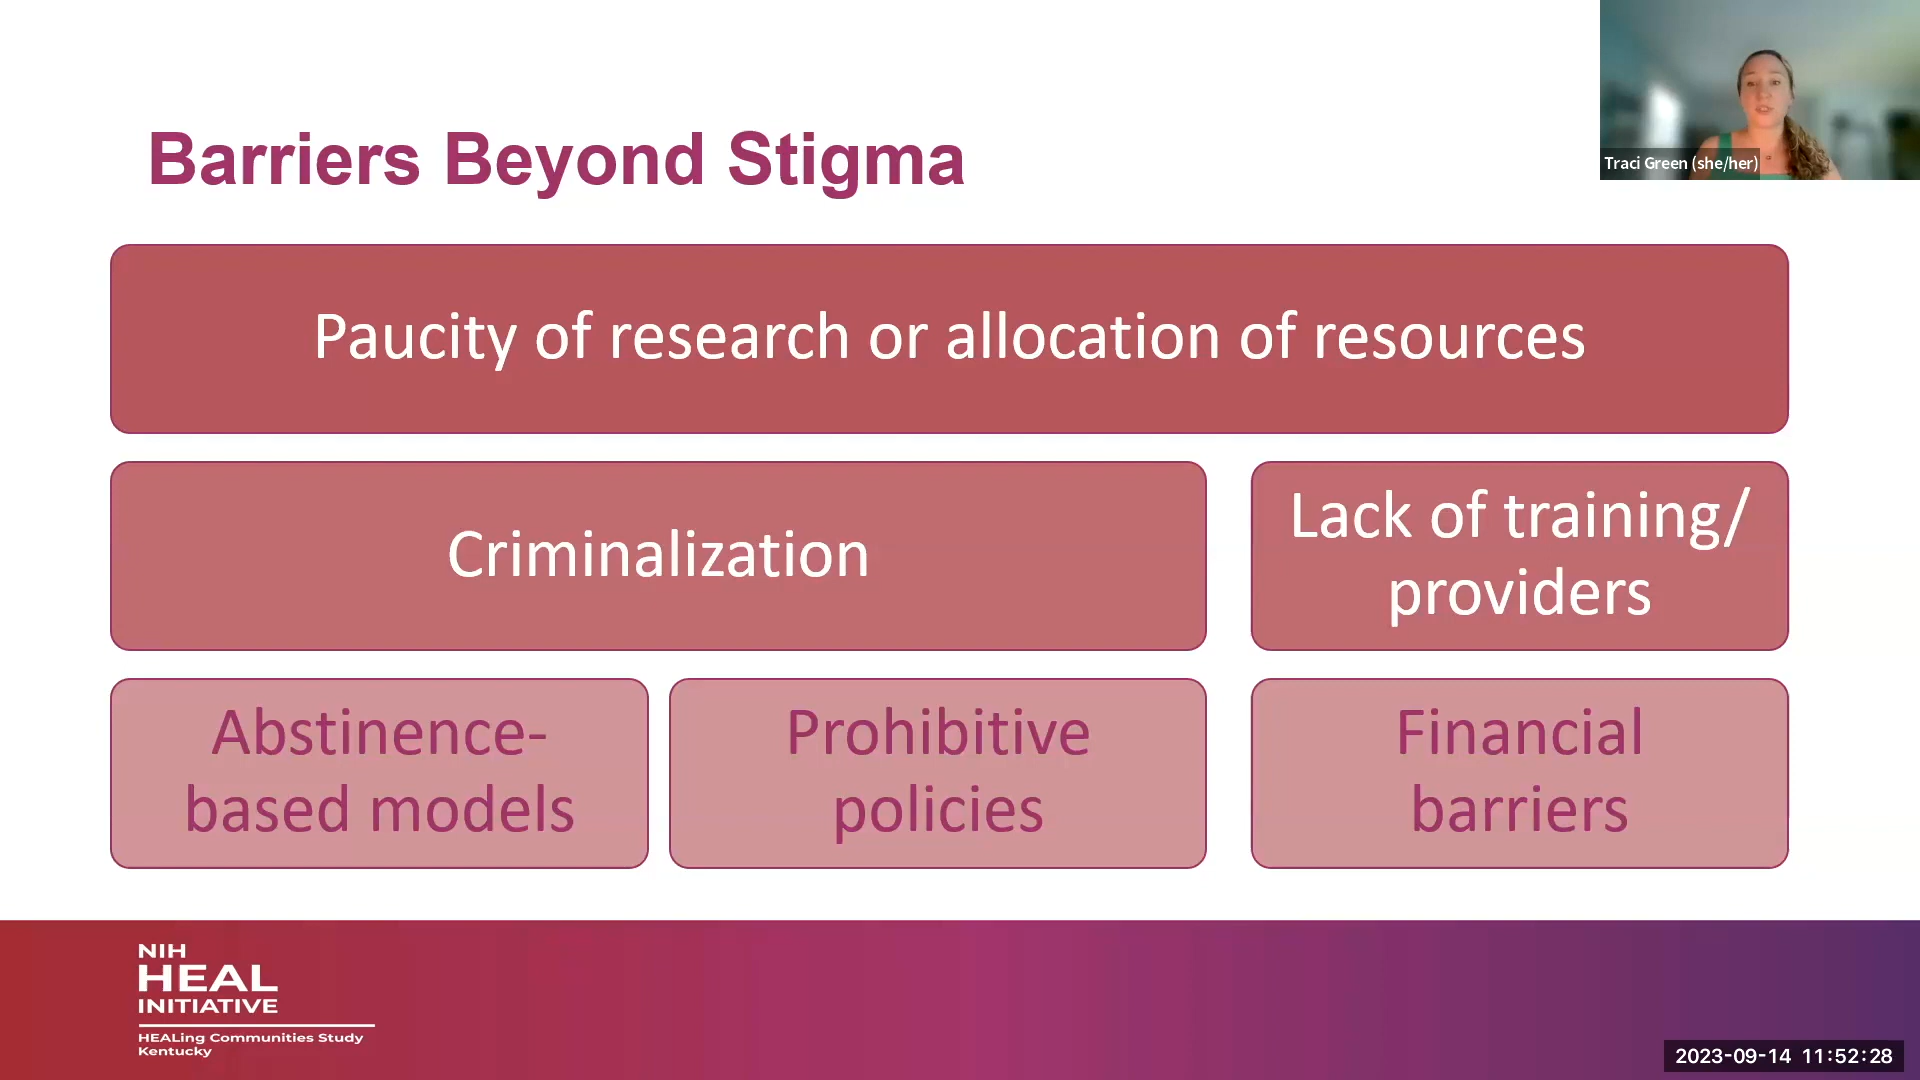 Barriers Beyond Stigma
Traci Green (she/her)
Paucity of research or allocation of resources
Criminalization
Lack of training/
providers
Abstinence-
based models
Prohibitive
policies
Financial
barriers
NIH
HEAL
INITIATIVE
HEALing Communities Study
Kentucky
2023-09-14 11:52:28